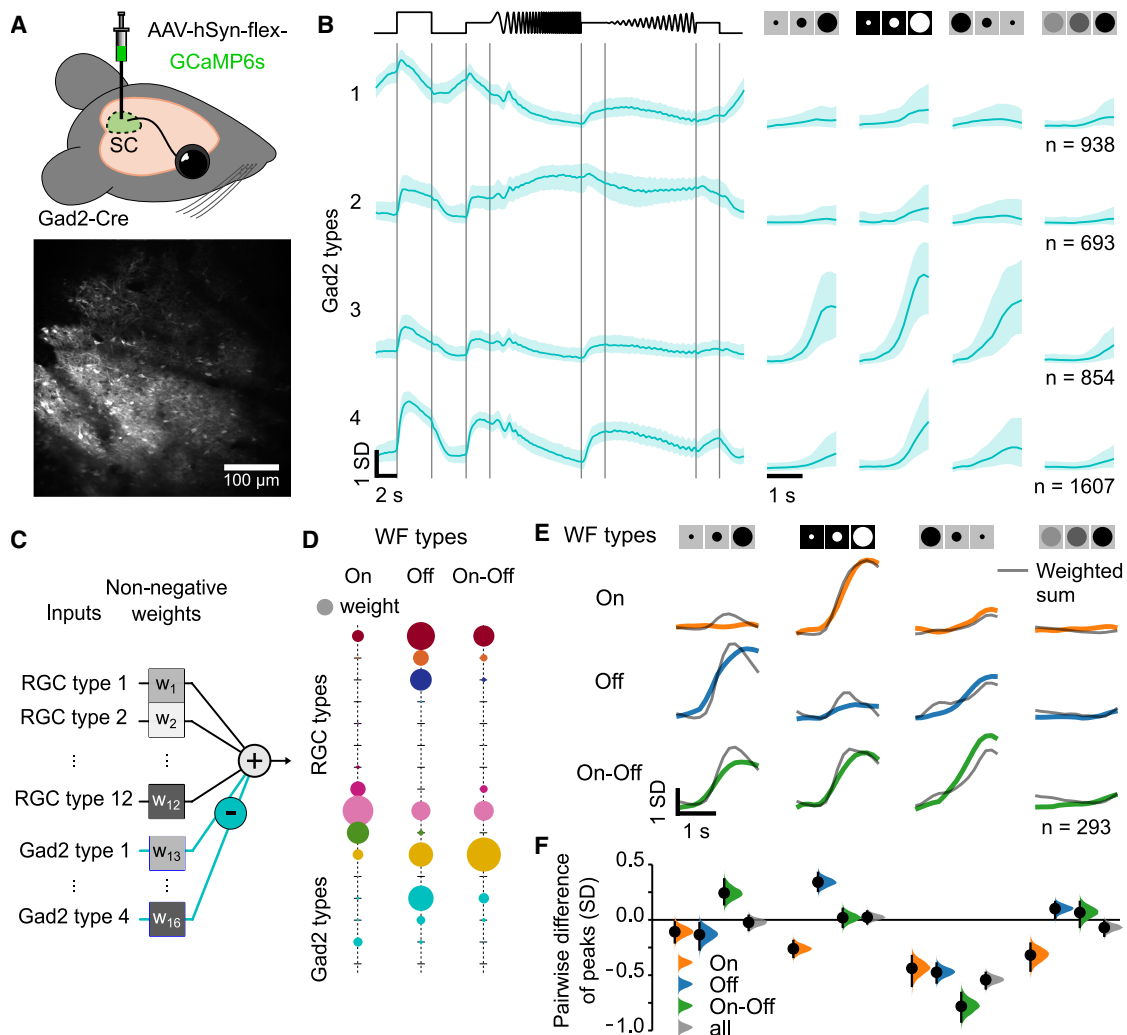 A
AAV-hSyn-flex-
GCaMP6s
SC
Gad2-Cre
100 µm
B
Gad2 types
1
2
3
4
1 SD
2 s
1 s
n = 938
n = 693
n = 854
n = 1607
C
Non-negative
Inputs weights
RGC type 1 w1
RGC type 2 w2
⋮ ⋮
RGC type 12 w12
Gad2 type 1 w13
⋮ ⋮
Gad2 type 4 w16
+
-
D
WF types
On Off On-Off
weight
RGC types
Gad2 types
E
WF types
Weighted
sum
On
Off
On-Off
1 SD
1 s
n = 293
F
Pairwise difference
of peaks (SD)
0.5
0.0
−0.5
−1.0
On
Off
On-Off
all